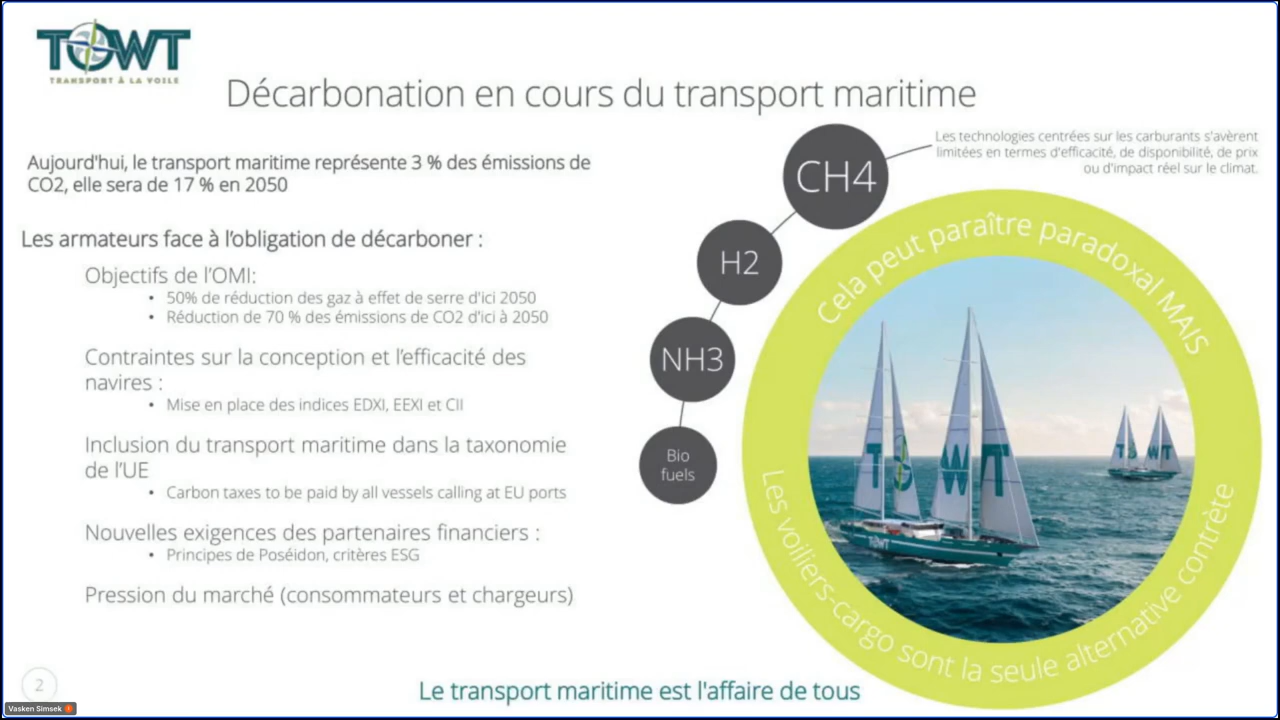 TOWT
TRANSPORT À LA VOILE
Décarbonation en cours du transport maritime
Aujourd'hui, le transport maritime représente 3 % des émissions de
CO2, elle sera de 17 % en 2050
Les armateurs face à l'obligation de décarboner :
Objectifs de l'OMI:
• 50% de réduction des gaz à effet de serre d'ici 2050
• Réduction de 70 % des émissions de CO2 d'ici à 2050
Contraintes sur la conception et l'efficacité des
navires :
• Mise en place des indices EDXI, EEXI et CII
Inclusion du transport maritime dans la taxonomie
de l'UE
• Carbon taxes to be paid by all vessels calling at EU ports
Nouvelles exigences des partenaires financiers :
• Principes de Poséidon, critères ESG
Pression du marché (consommateurs et chargeurs)
CH4
H2
NH3
Bio
fuels
Les technologies centrées sur les carburants s'avèrent
limitées en termes d'efficacité, de disponibilité, de prix
ou d'impact réel sur le climat.
Cela peut paraître paradoxal MAIS
TOWT
TOWT
TOWT
Les voiliers-cargo sont la seule alternative contrète
Le transport maritime est l'affaire de tous
2
Vasken Simsek